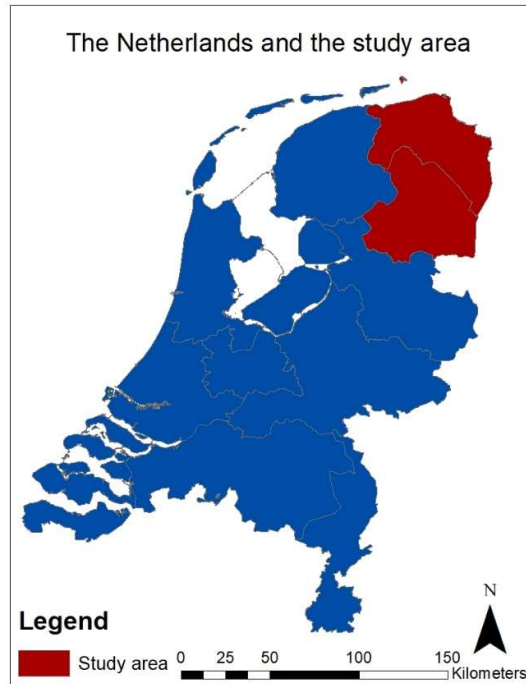 The Netherlands and the study area
N
Legend
Study area
0 25 50 100 150
Kilometers